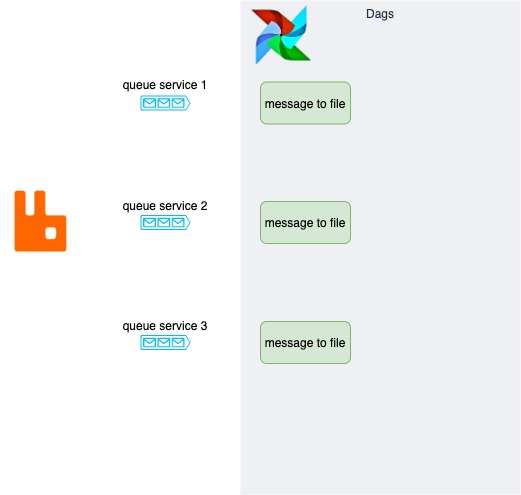 Dags
queue service 1
message to file
queue service 2
message to file
queue service 3
message to file